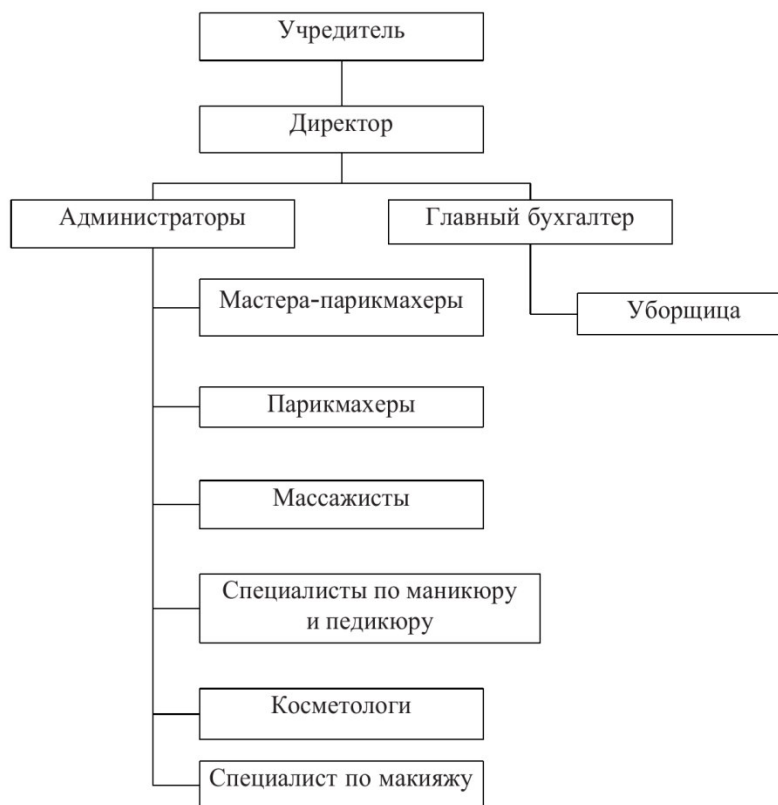 Учредитель
Директор
Администраторы
Главный бухгалтер
Мастера-парикмахеры
Уборщица
Парикмахеры
Массажисты
Специалисты по маникюру
и педикюру
Косметологи
Специалист по макияжу